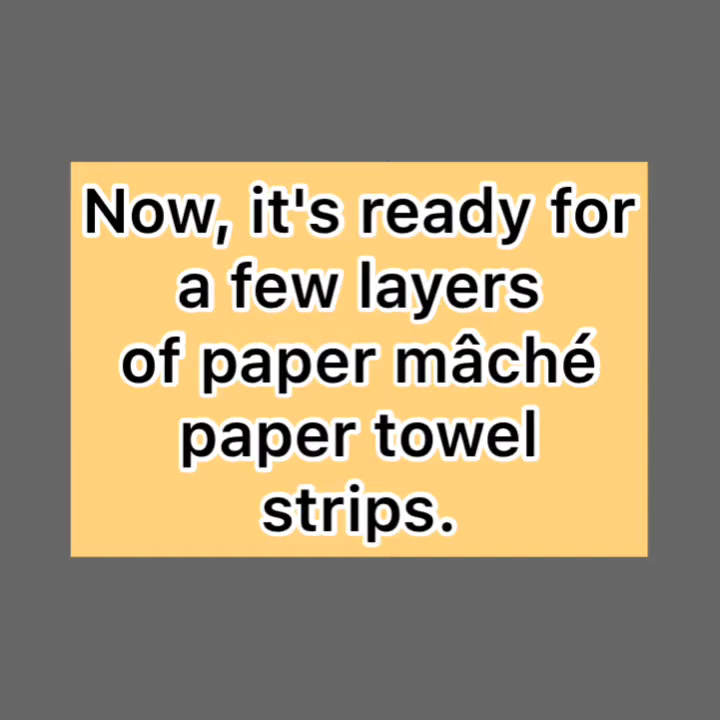 Now, it's ready for
a few layers
of paper mâché
paper towel
strips.